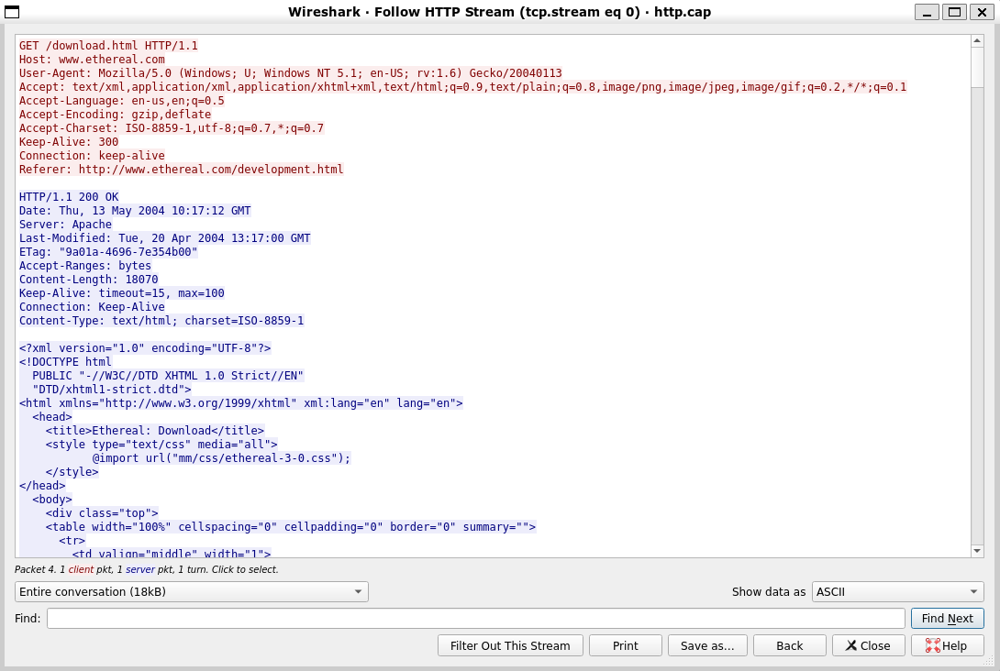 Wireshark · Follow HTTP Stream (tcp.stream eq 0) · http.cap
GET /download.html HTTP/1.1
Host: www.ethereal.com
User-Agent: Mozilla/5.0 (Windows; U; Windows NT 5.1; en-US; rv:1.6) Gecko/20040113
Accept: text/xml,application/xml,application/xhtml+xml,text/html;q=0.9,text/plain;q=0.8,image/png,image/jpeg,image/gif;q=0.2,*/*;q=0.1
Accept-Language: en-us,en;q=0.5
Accept-Encoding: gzip,deflate
Accept-Charset: ISO-8859-1,utf-8;q=0.7,*;q=0.7
Keep-Alive: 300
Connection: keep-alive
Referer: http://www.ethereal.com/development.html
HTTP/1.1 200 OK
Date: Thu, 13 May 2004 10:17:12 GMT
Server: Apache
Last-Modified: Tue, 20 Apr 2004 13:17:00 GMT
ETag: "9a01a-4696-7e354b00"
Accept-Ranges: bytes
Content-Length: 18070
Keep-Alive: timeout=15, max=100
Connection: Keep-Alive
Content-Type: text/html; charset=ISO-8859-1
<?xml version="1.0" encoding="UTF-8"?>
<!DOCTYPE html
PUBLIC "-//W3C//DTD XHTML 1.0 Strict//EN"
"DTD/xhtml1-strict.dtd">
<html xmlns="http://www.w3.org/1999/xhtml" xml:lang="en" lang="en">
<head>
<title>Ethereal: Download</title>
<style type="text/css" media="all">
@import url("mm/css/ethereal-3-0.css");
</style>
</head>
<body>
<div class="top">
<table width="100%" cellspacing="0" cellpadding="0" border="0" summary="">
<tr>
<td valign="middle" width="1">
Packet 4. 1 client pkt, 1 server pkt, 1 turn. Click to select.
Entire conversation (18kB) Show data as ASCII
Find: Find Next
Filter Out This Stream Print Save as… Back Close Help